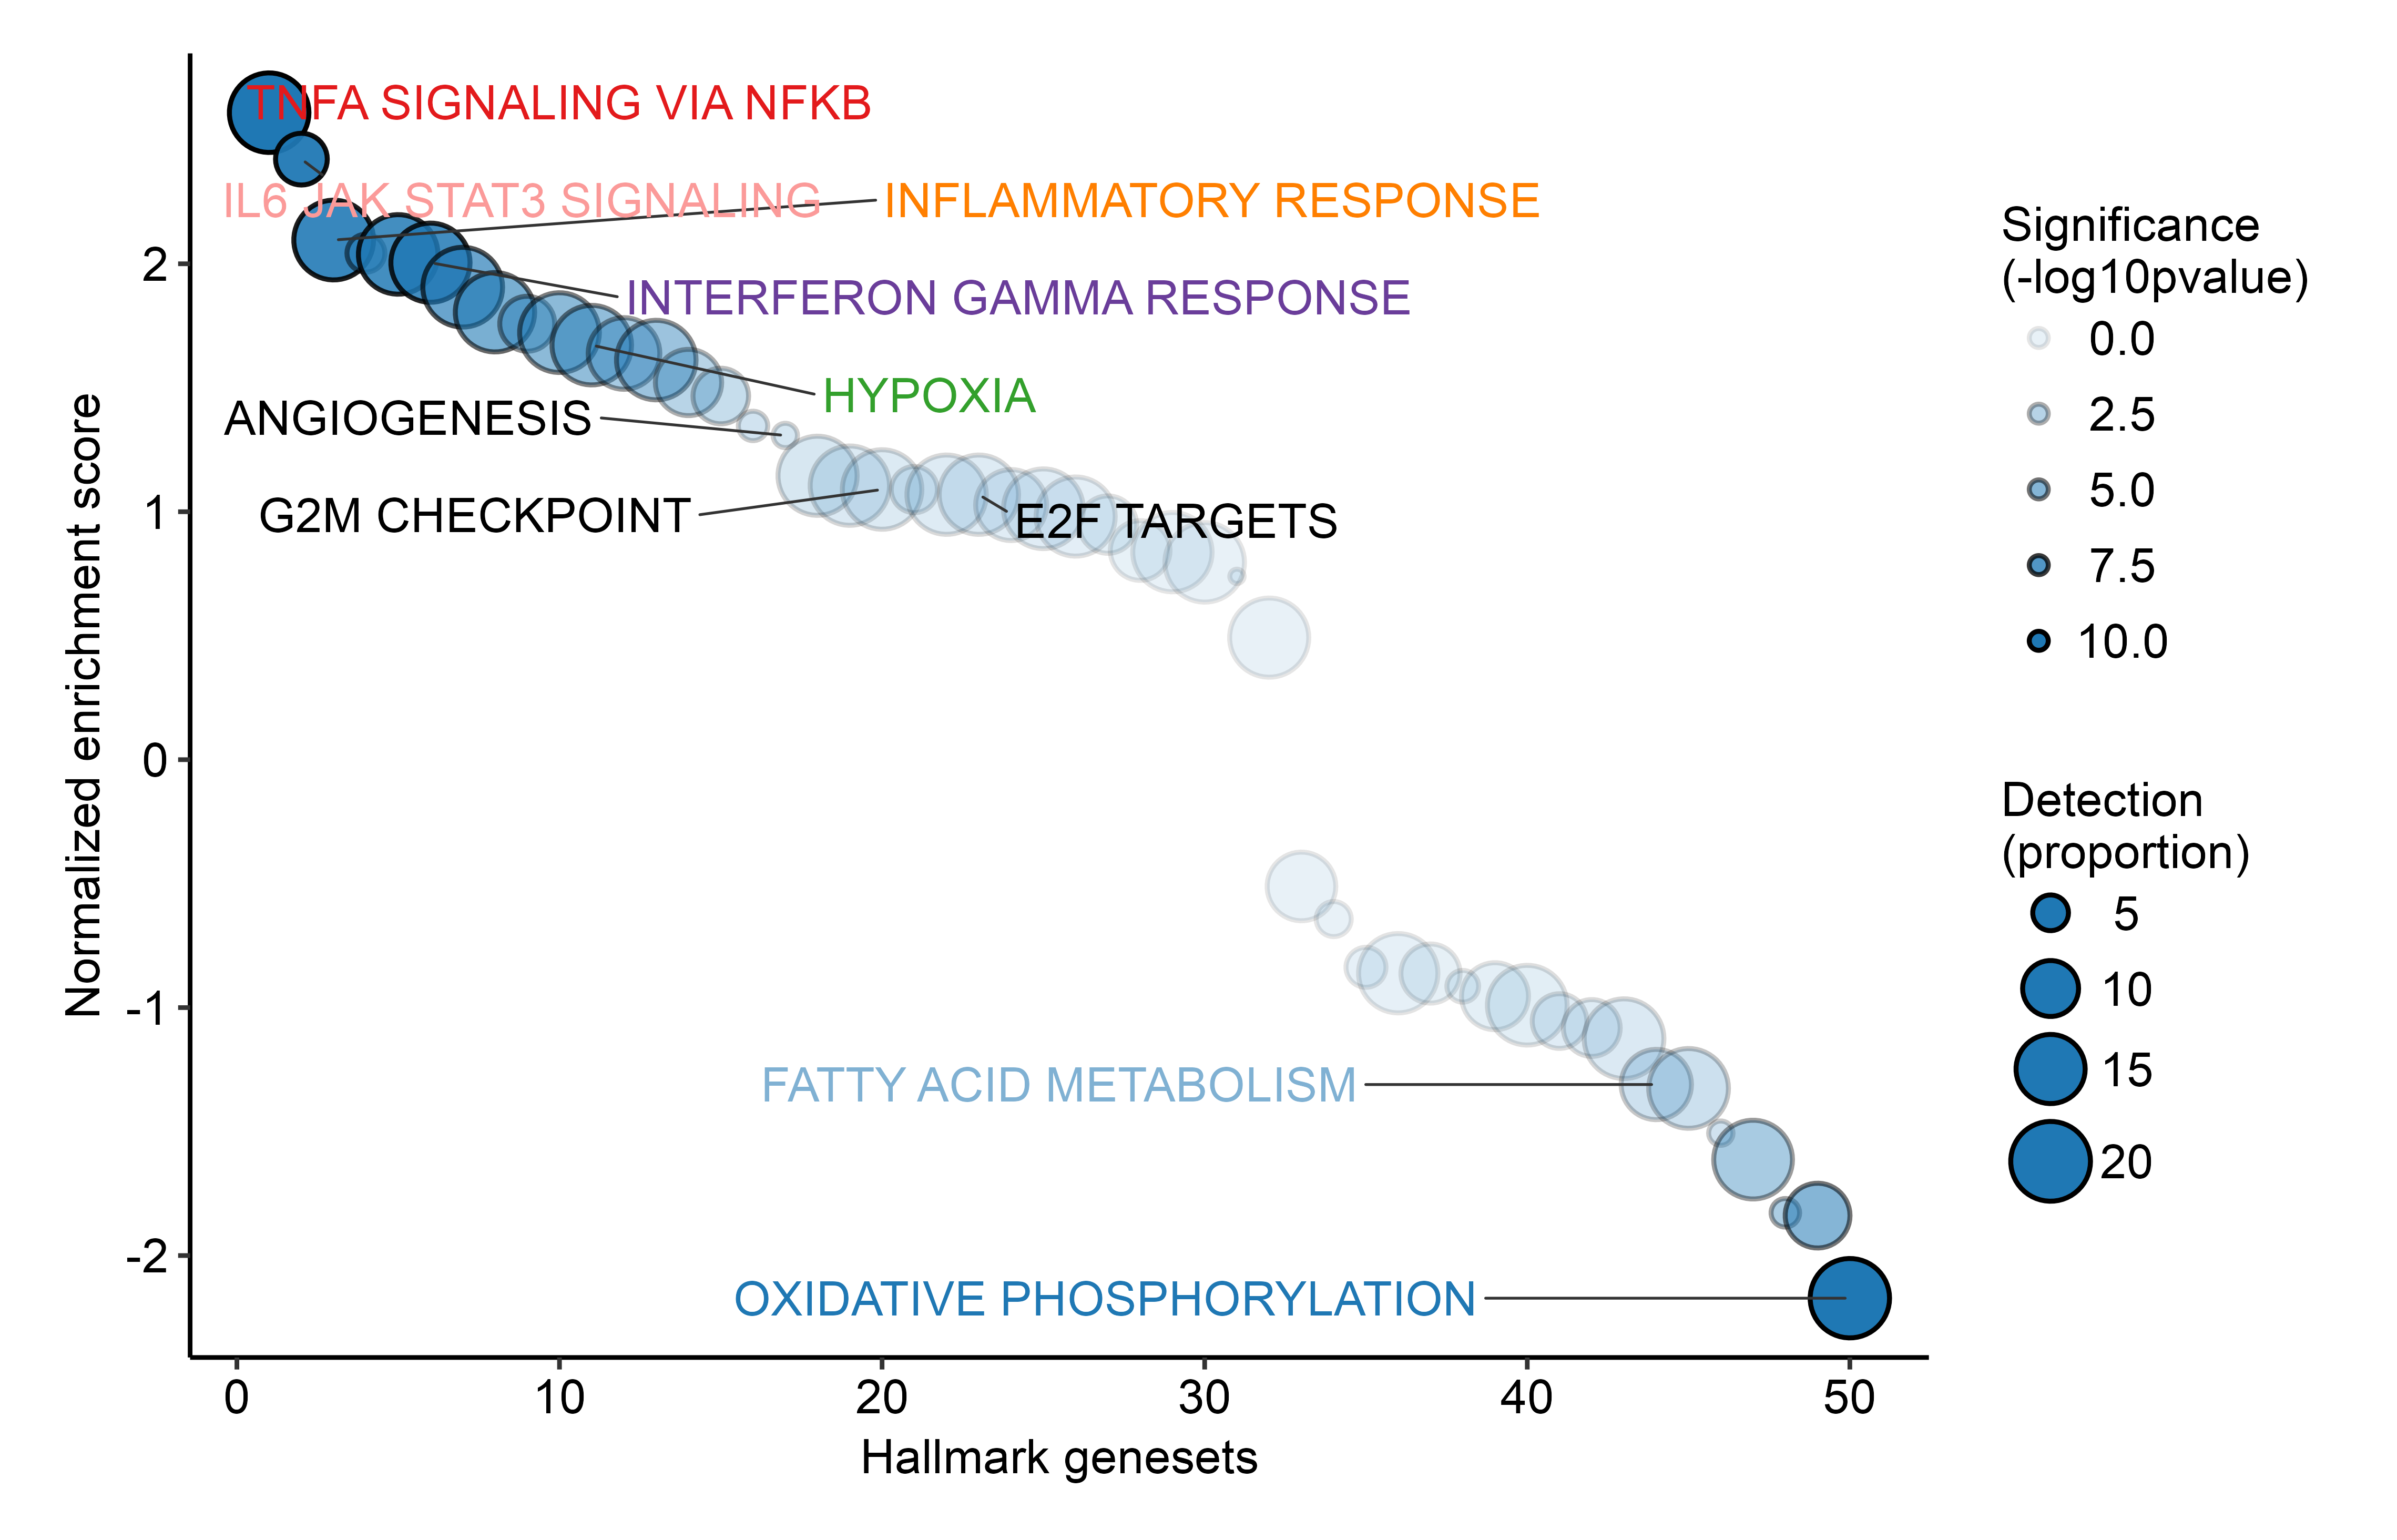 TNFA SIGNALING VIA NFKB
IL6 JAK STAT3 SIGNALING
INFLAMMATORY RESPONSE
INTERFERON GAMMA RESPONSE
HYPOXIA
ANGIOGENESIS
G2M CHECKPOINT
E2F TARGETS
FATTY ACID METABOLISM
OXIDATIVE PHOSPHORYLATION
Normalized enrichment score
2
1
0
-1
-2
0 10 20 30 40 50
Hallmark genesets
Significance
(-log10pvalue)
0.0
2.5
5.0
7.5
10.0
Detection
(proportion)
5
10
15
20